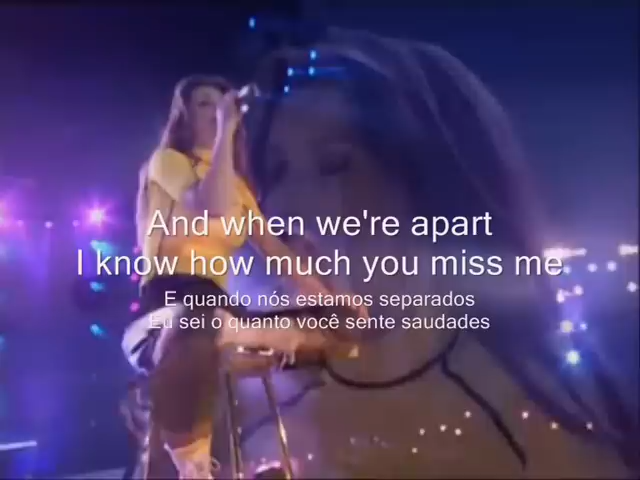 And when we're apart
I know how much you miss me
E quando nós estamos separados
Eu sei o quanto você sente saudades